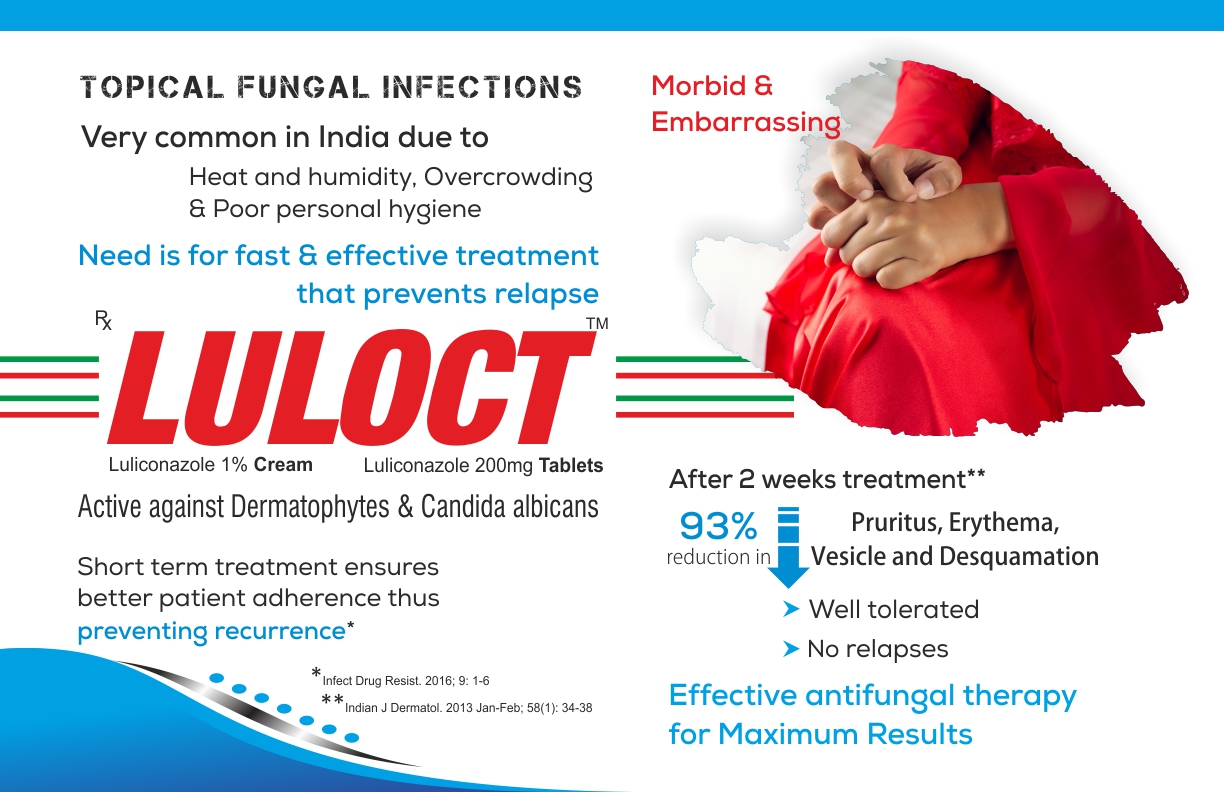 TOPICAL FUNGAL INFECTIONS
Very common in India due to
Heat and humidity, Overcrowding
& Poor personal hygiene
Need is for fast & effective treatment
that prevents relapse
Rx
LULOCT™
Luliconazole 1% Cream
Luliconazole 200mg Tablets
Active against Dermatophytes & Candida albicans
Short term treatment ensures
better patient adherence thus
preventing recurrence*
*Infect Drug Resist. 2016; 9: 1-6
**Indian J Dermatol. 2013 Jan-Feb; 58(1): 34-38
Morbid &
Embarrassing
After 2 weeks treatment**
93%
reduction in
Pruritus, Erythema,
Vesicle and Desquamation
➤ Well tolerated
➤ No relapses
Effective antifungal therapy
for Maximum Results